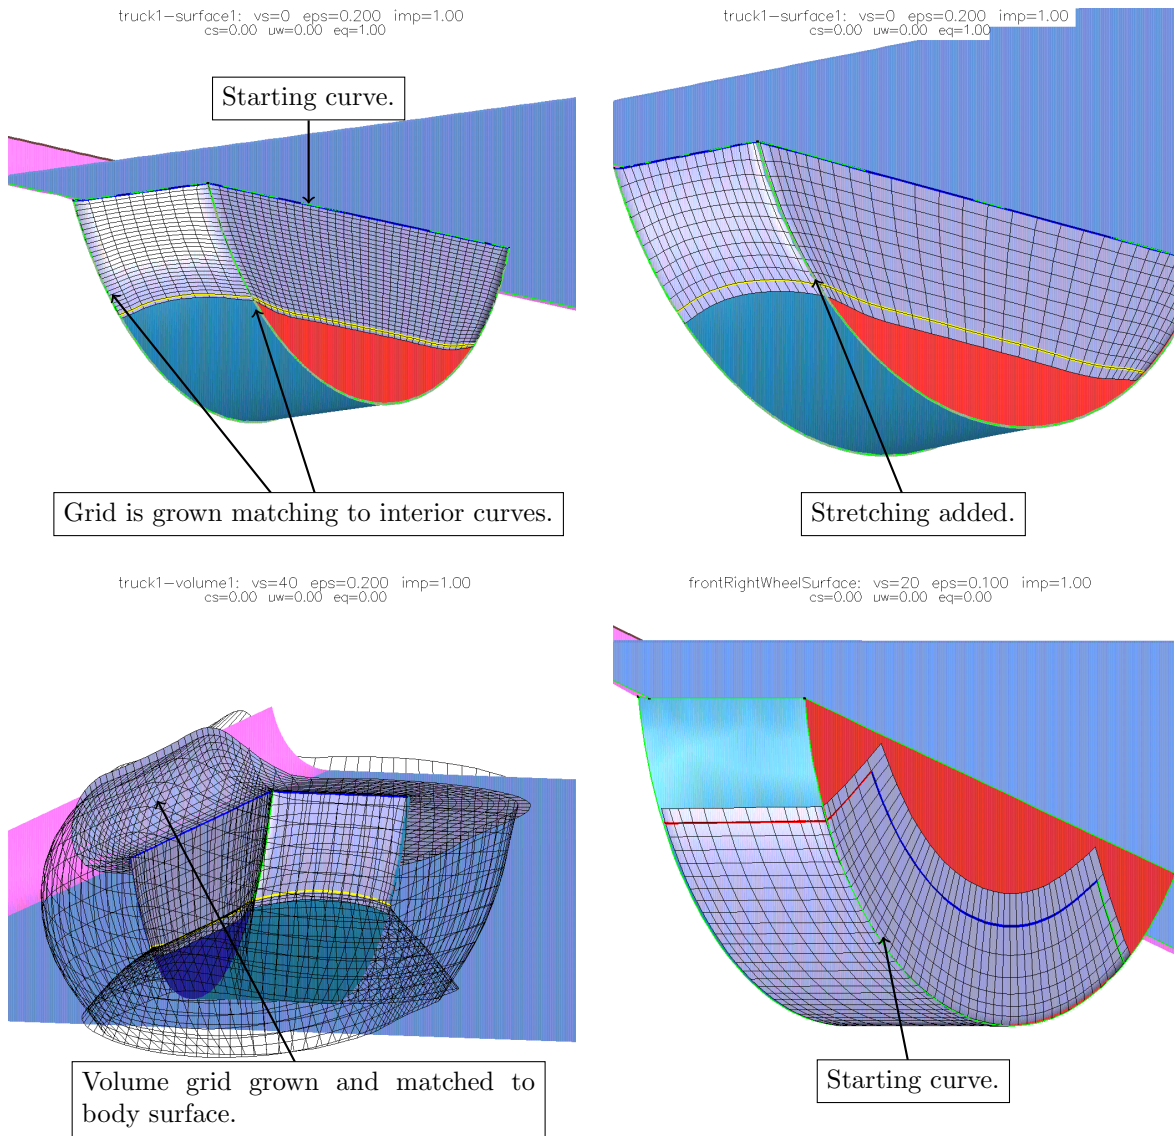 truck1-surface1: vs=0 eps=0.200 imp=1.00
cs=0.00 uw=0.00 eq=1.00
Starting curve.
Grid is grown matching to interior curves.
truck1-surface1: vs=0 eps=0.200 imp=1.00
cs=0.00 uw=0.00 eq=1.00
Stretching added.
truck1-volume1: vs=40 eps=0.200 imp=1.00
cs=0.00 uw=0.00 eq=0.00
Volume grid grown and matched to
body surface.
frontRightWheelSurface: vs=20 eps=0.100 imp=1.00
cs=0.00 uw=0.00 eq=0.00
Starting curve.